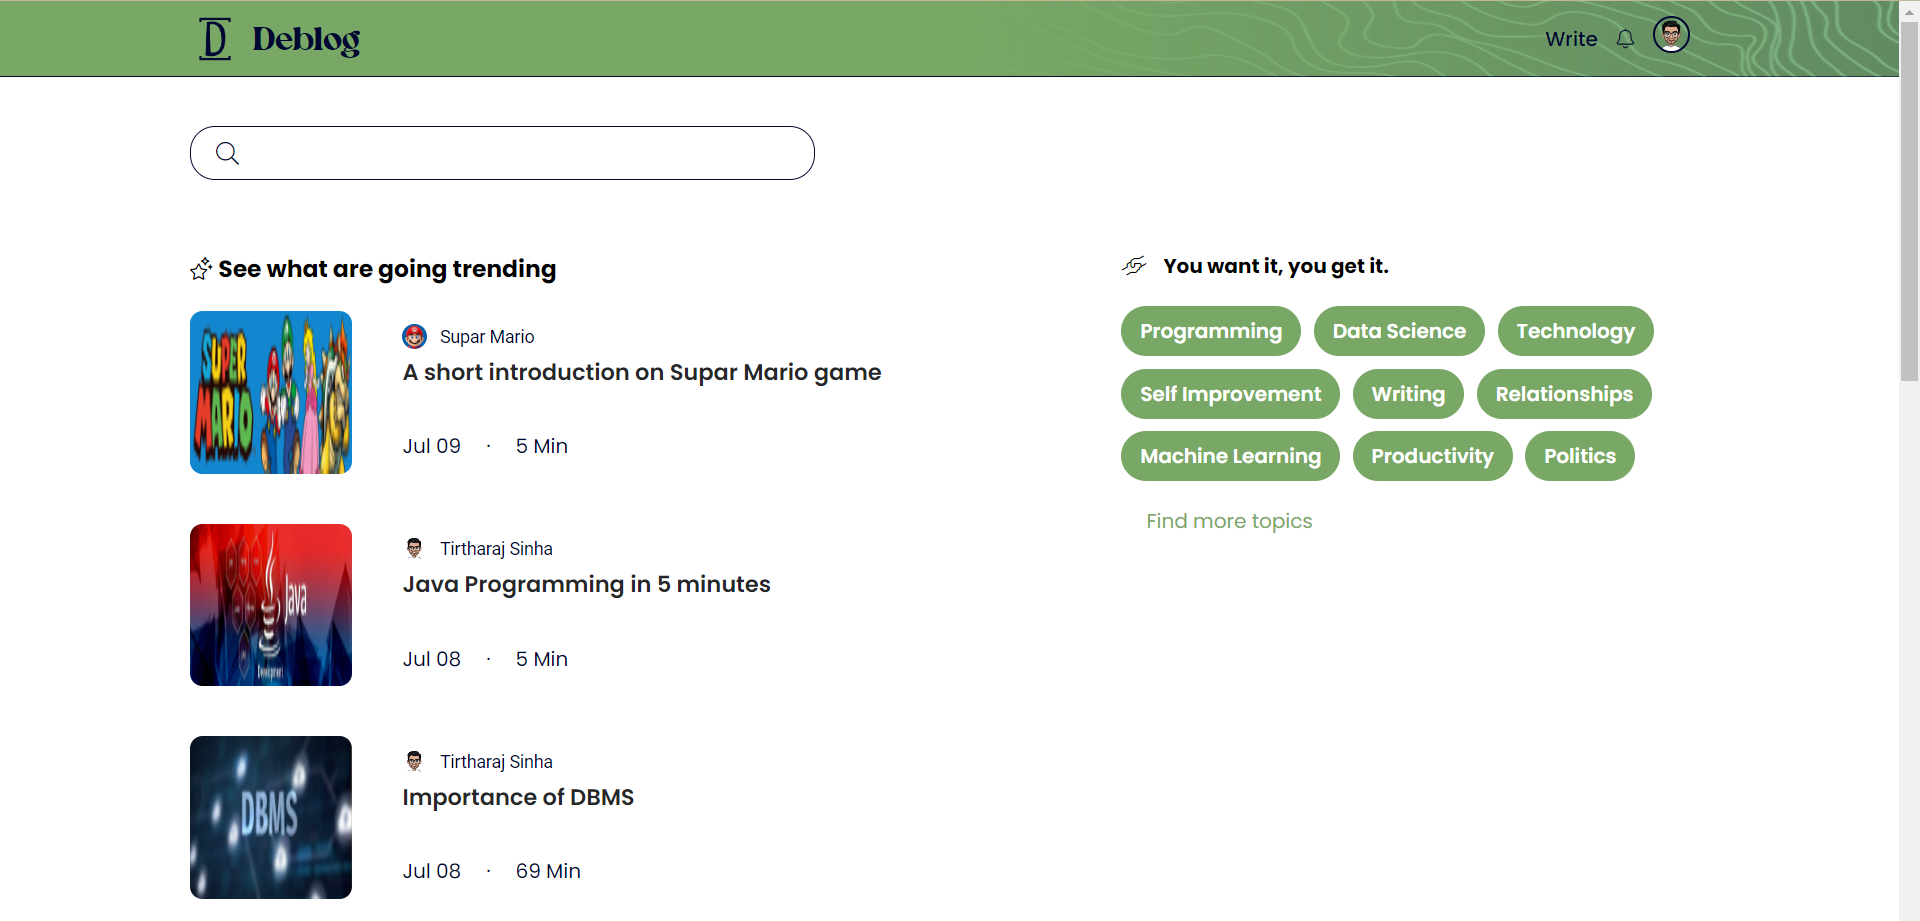 D Deblog
Write
See what are going trending
SUPER
MARIO
Supar Mario
A short introduction on Supar Mario game
Jul 09 · 5 Min
Java
Development
Tirtharaj Sinha
Java Programming in 5 minutes
Jul 08 · 5 Min
DBMS
Tirtharaj Sinha
Importance of DBMS
Jul 08 · 69 Min
You want it, you get it.
Programming Data Science Technology
Self Improvement Writing Relationships
Machine Learning Productivity Politics
Find more topics